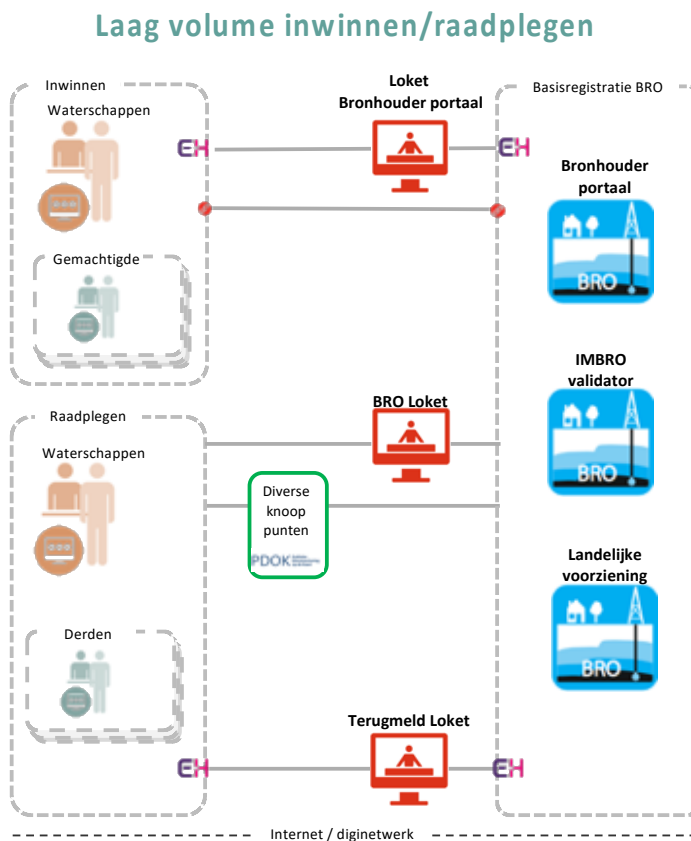 Laag volume inwinnen/raadplegen
Inwinnen
Waterschappen
EH
Loket
Bronhouder portaal
EH
Basisregistratie BRO
Bronhouder
portaal
BRO
Gemachtigde
IMBRO
validator
BRO
BRO Loket
Raadplegen
Waterschappen
Diverse
knoop
punten
PDOK
Landelijke
voorziening
BRO
Derden
Terugmeld Loket
EH
EH
Internet / diginetwerk